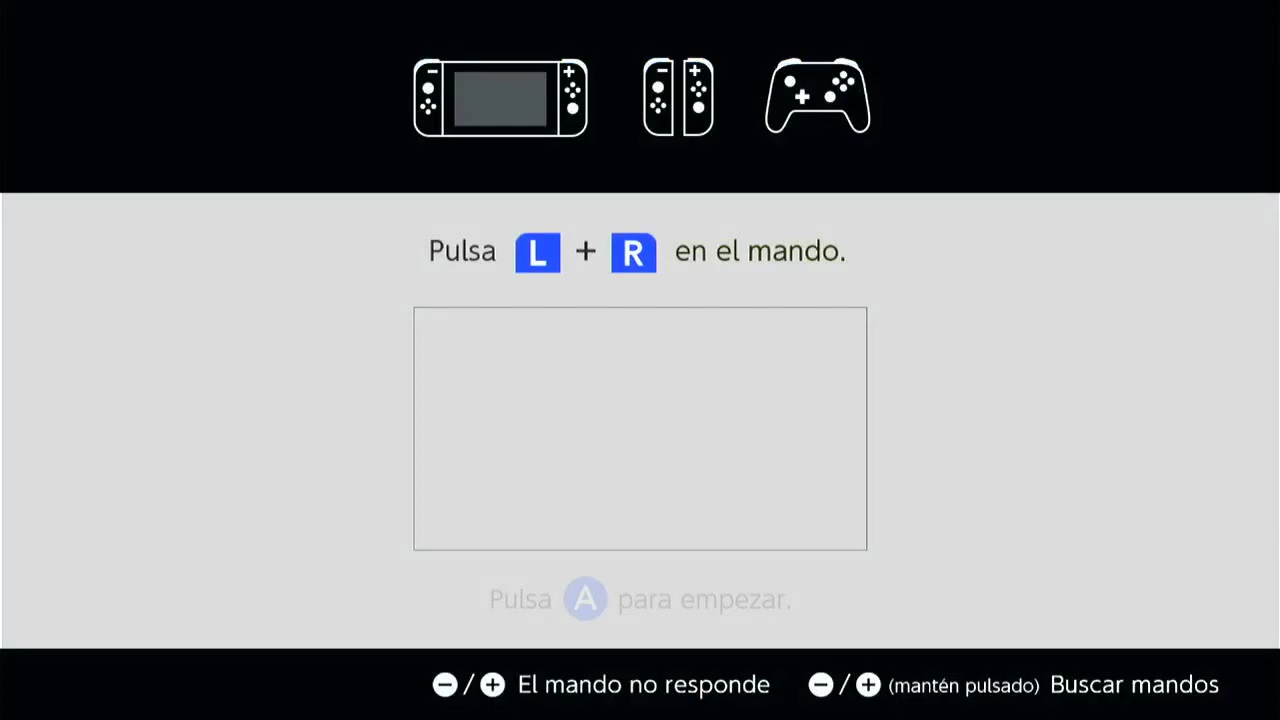 Pulsa L + R en el mando.
Pulsa A para empezar.
−/+ El mando no responde −/+ (mantén pulsado) Buscar mandos